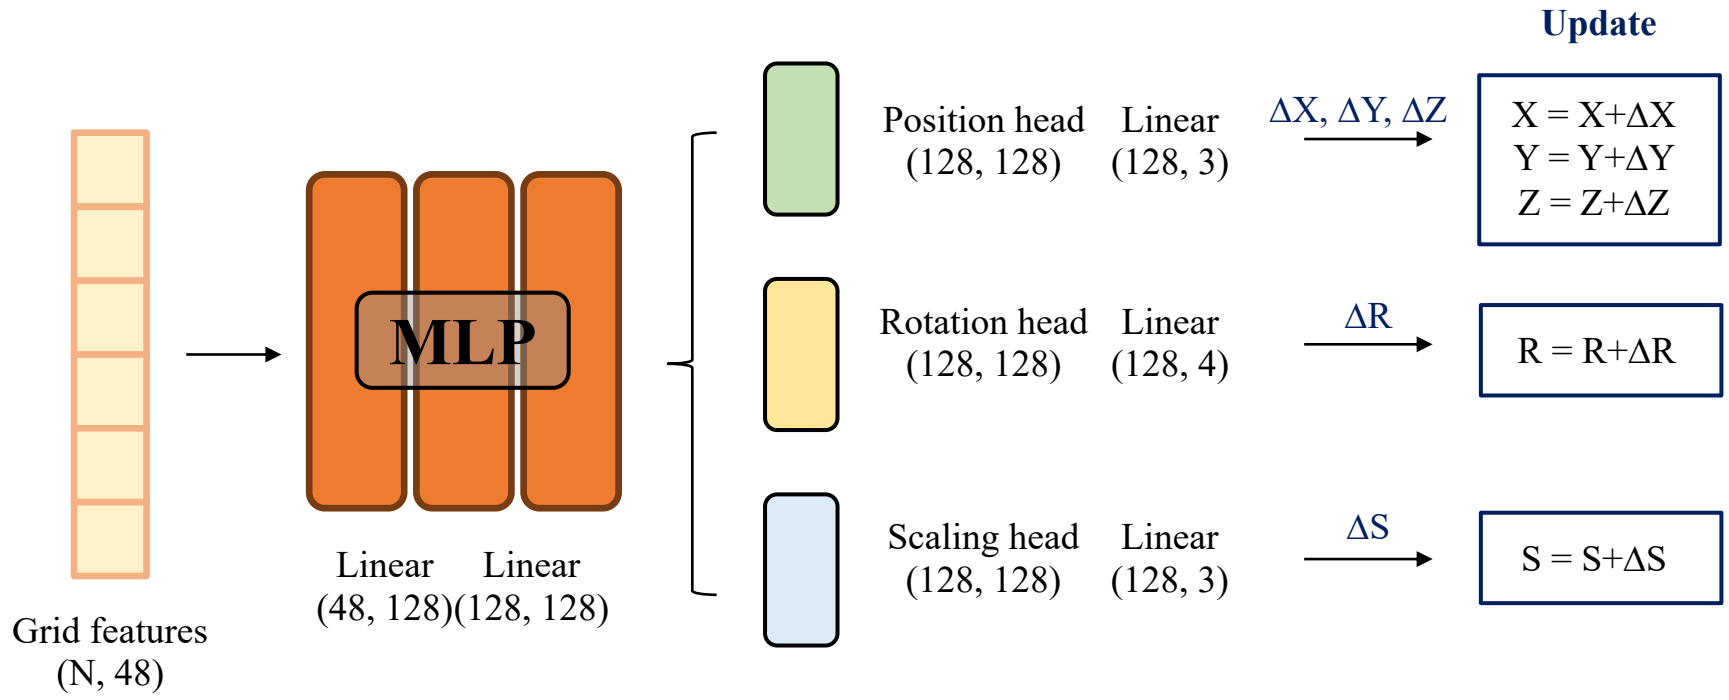 Update
Position head Linear
(128, 128) (128, 3)
ΔX, ΔY, ΔZ
X = X+ΔX
Y = Y+ΔY
Z = Z+ΔZ
MLP
Rotation head Linear
(128, 128) (128, 4)
ΔR
R = R+ΔR
Linear Linear
(48, 128)(128, 128)
Scaling head Linear
(128, 128) (128, 3)
ΔS
S = S+ΔS
Grid features
(N, 48)